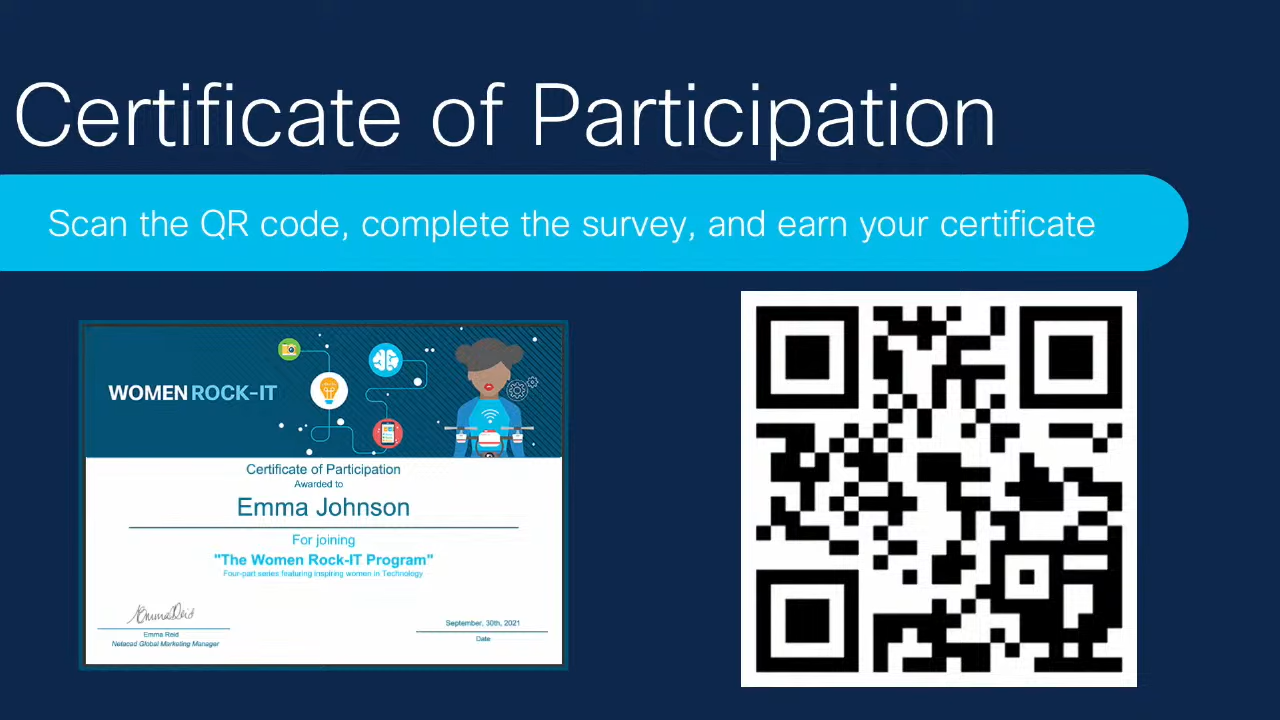 Certificate of Participation
Scan the QR code, complete the survey, and earn your certificate
WOMEN ROCK-IT
Certificate of Participation
Awarded to
Emma Johnson
For joining
"The Women Rock-IT Program"
Four-part series featuring inspiring women in Technology
EmmaReid
Emma Reid
Netacad Global Marketing Manager
September, 30th, 2021
Date